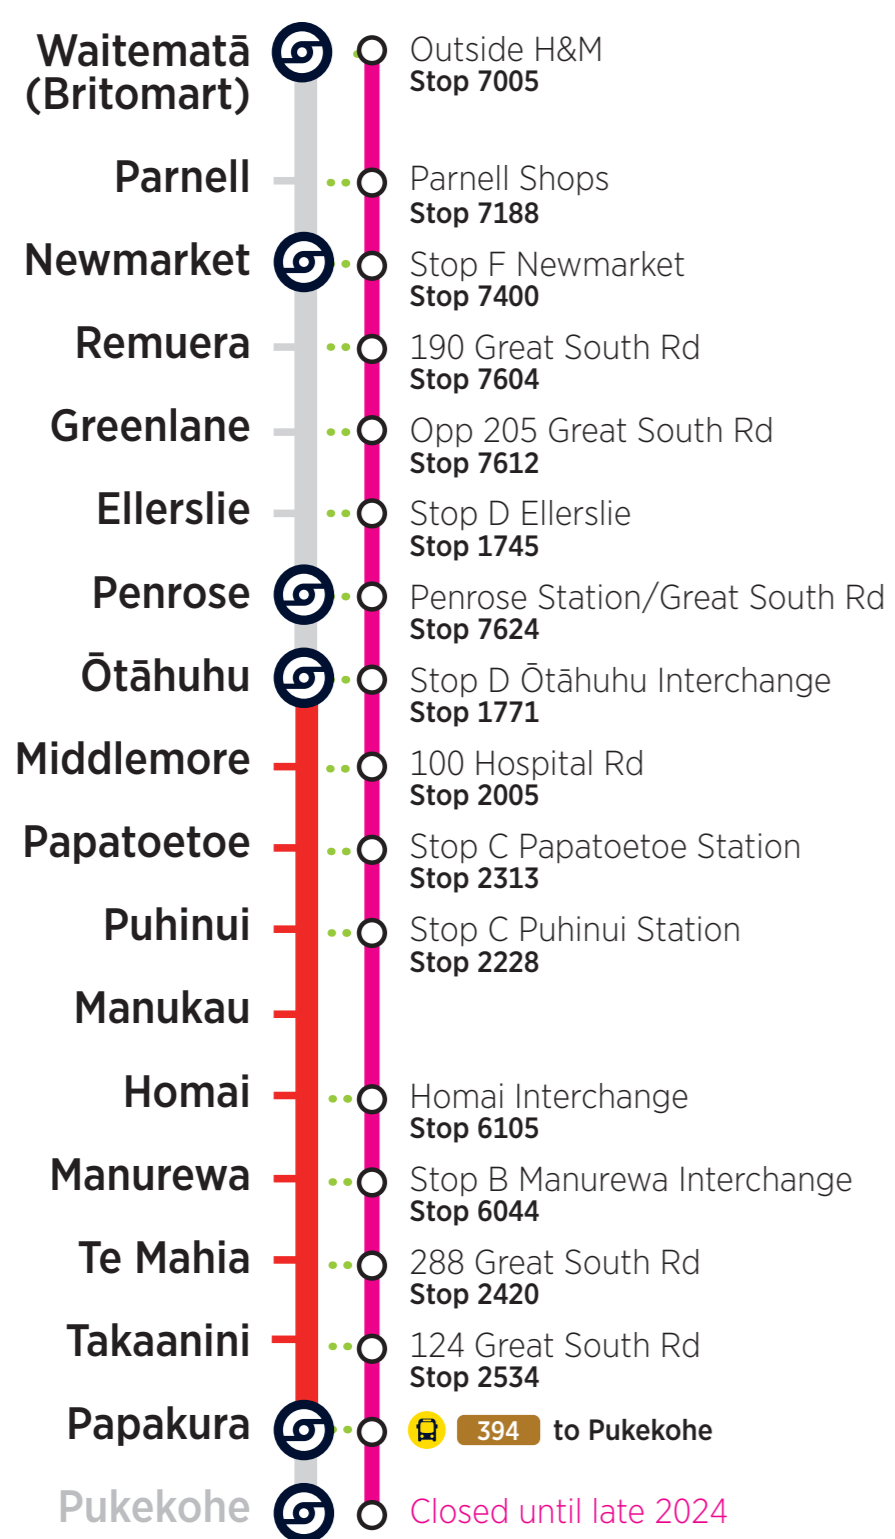 Waitematā
(Britomart)
Outside H&M
Stop 7005
Parnell
Parnell Shops
Stop 7188
Newmarket
Stop F Newmarket
Stop 7400
Remuera
190 Great South Rd
Stop 7604
Greenlane
Opp 205 Great South Rd
Stop 7612
Ellerslie
Stop D Ellerslie
Stop 1745
Penrose
Penrose Station/Great South Rd
Stop 7624
Ōtāhuhu
Stop D Ōtāhuhu Interchange
Stop 1771
Middlemore
100 Hospital Rd
Stop 2005
Papatoetoe
Stop C Papatoetoe Station
Stop 2313
Puhinui
Stop C Puhinui Station
Stop 2228
Manukau
Homai
Homai Interchange
Stop 6105
Manurewa
Stop B Manurewa Interchange
Stop 6044
Te Mahia
288 Great South Rd
Stop 2420
Takaanini
124 Great South Rd
Stop 2534
Papakura
394 to Pukekohe
Pukekohe
Closed until late 2024